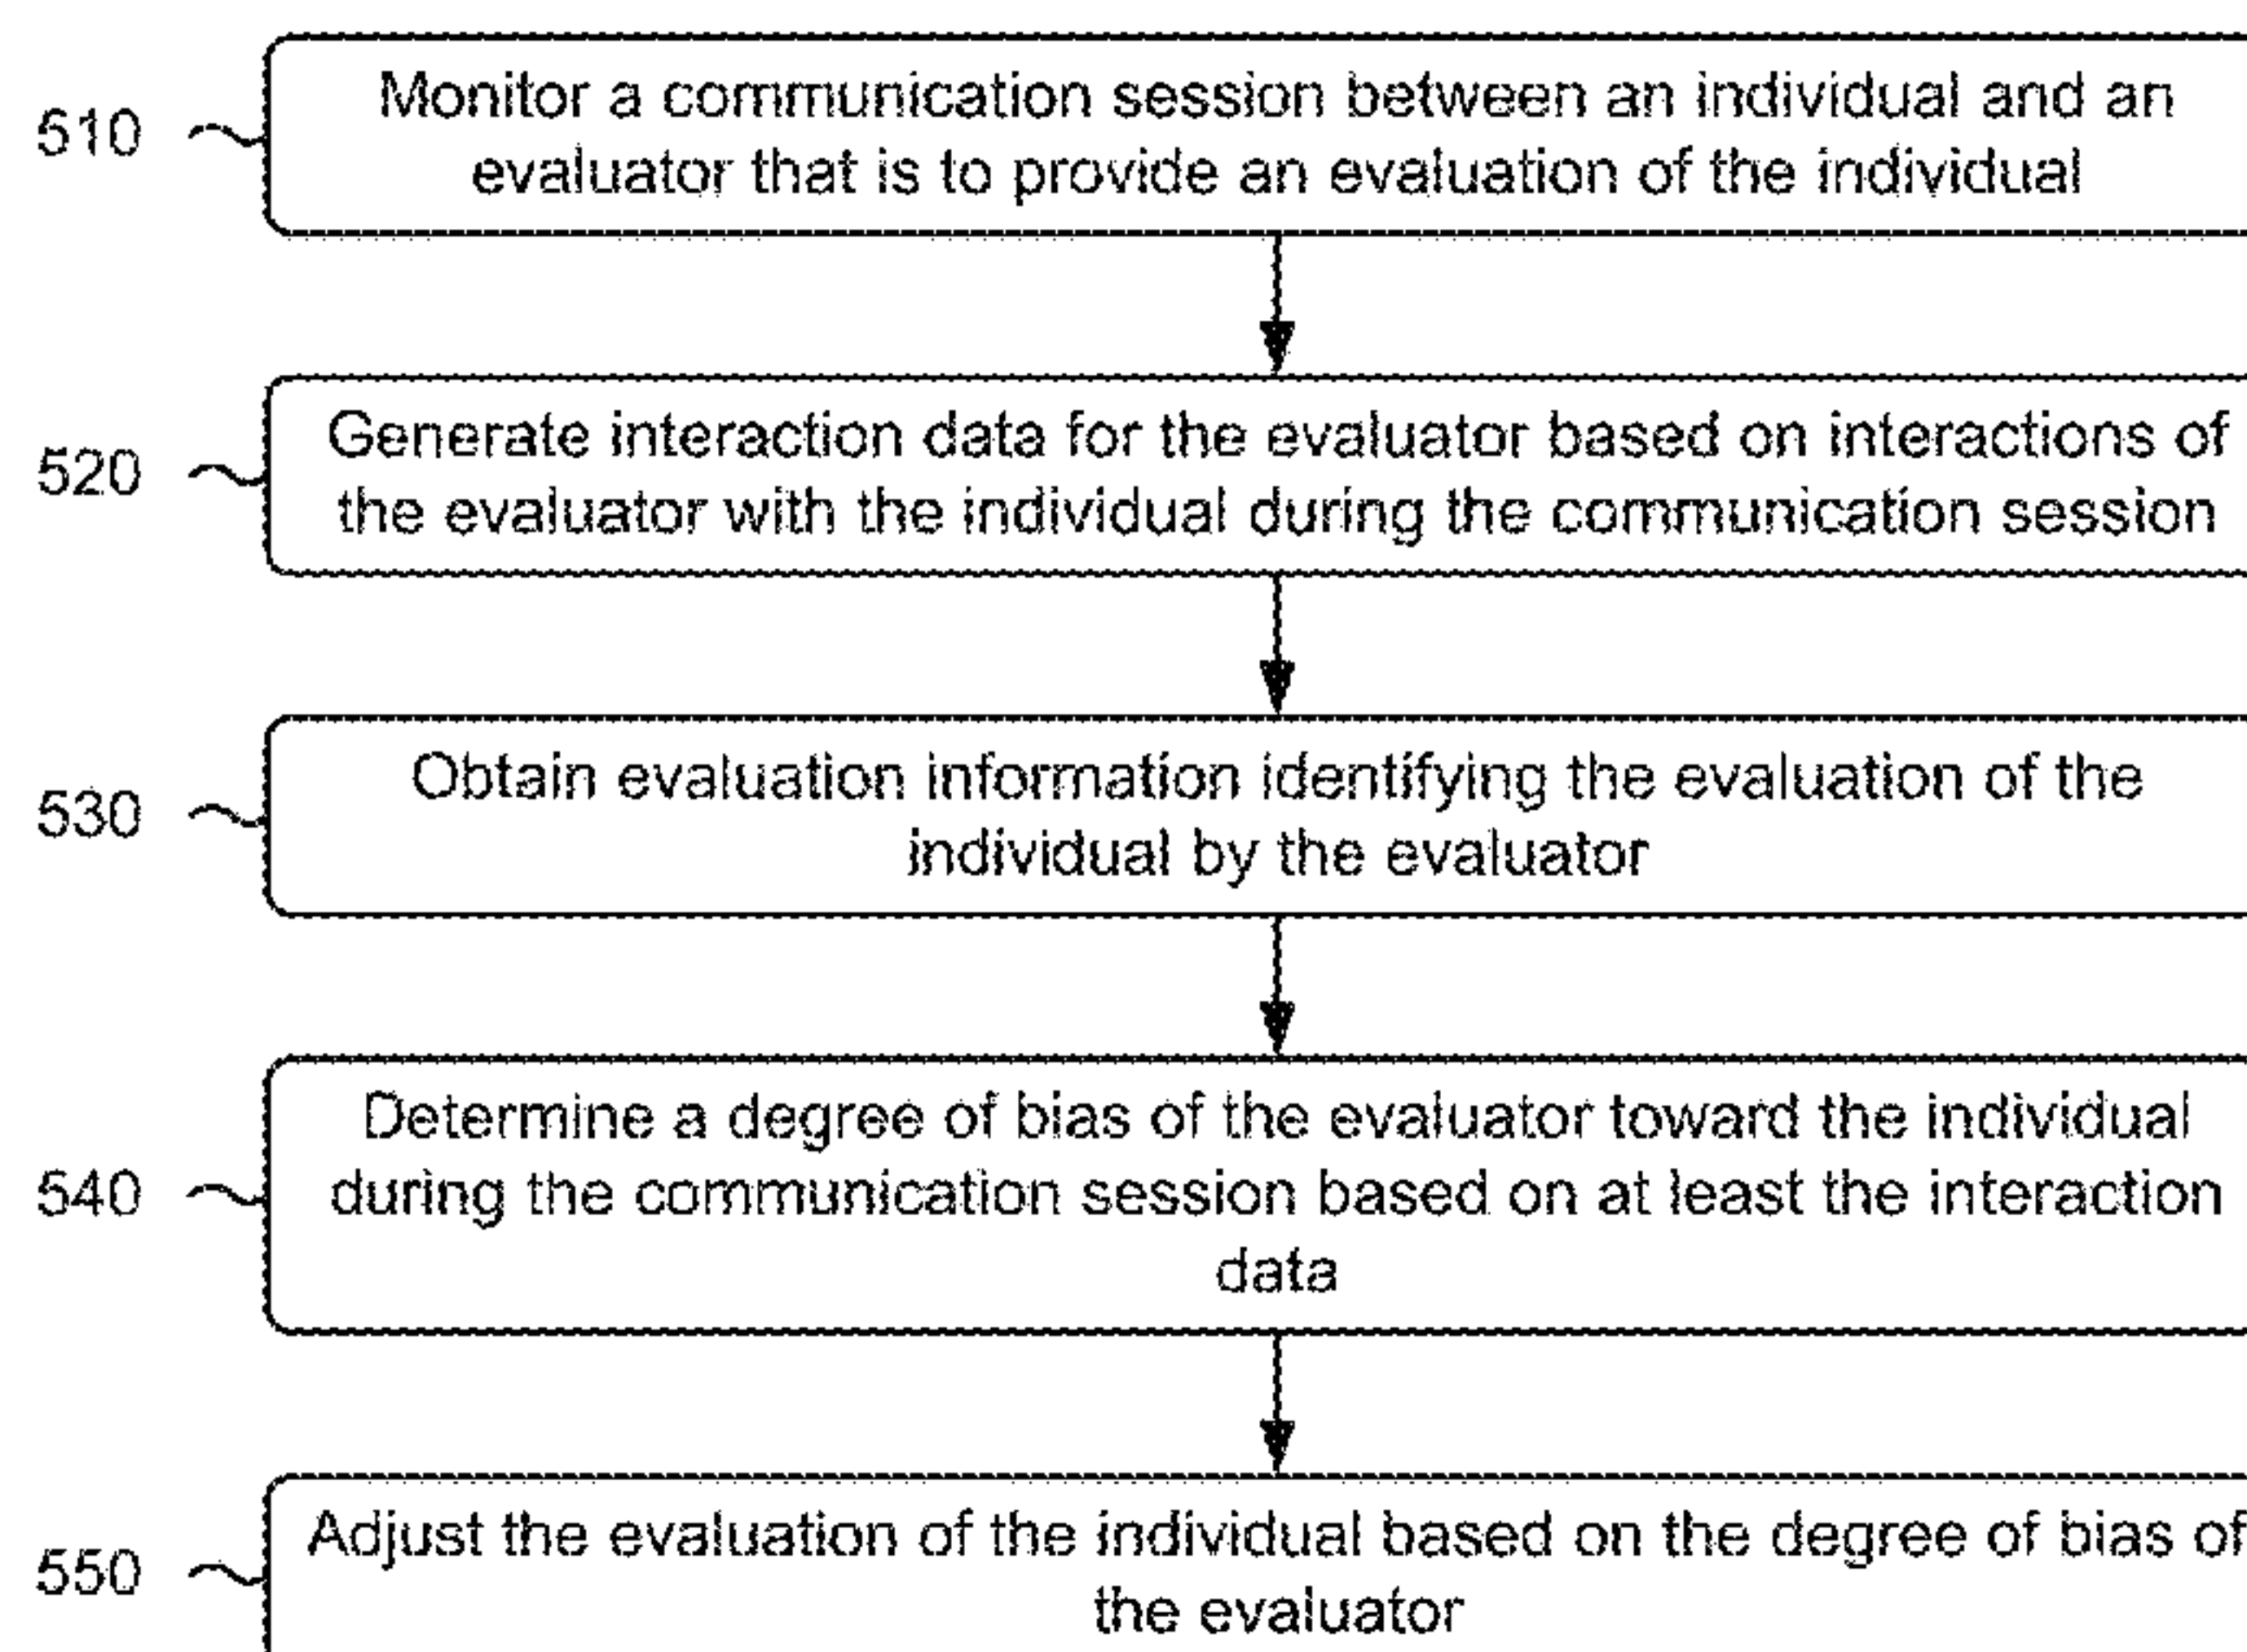 510
Monitor a communication session between an individual and an
evaluator that is to provide an evaluation of the individual
520
Generate interaction data for the evaluator based on interactions of
the evaluator with the individual during the communication session
530
Obtain evaluation information identifying the evaluation of the
individual by the evaluator
540
Determine a degree of bias of the evaluator toward the individual
during the communication session based on at least the interaction
data
550
Adjust the evaluation of the individual based on the degree of bias of
the evaluator